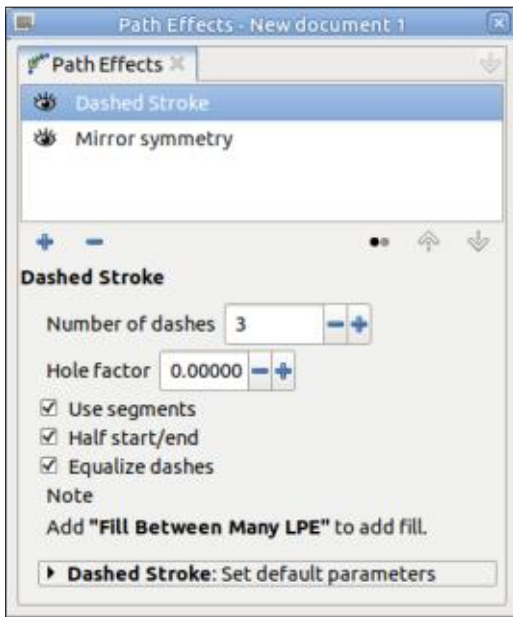 Path Effects - New document 1
Path Effects
Dashed Stroke
Mirror symmetry
Dashed Stroke
Number of dashes 3
Hole factor 0.00000
Use segments
Half start/end
Equalize dashes
Note
Add "Fill Between Many LPE" to add fill.
Dashed Stroke: Set default parameters